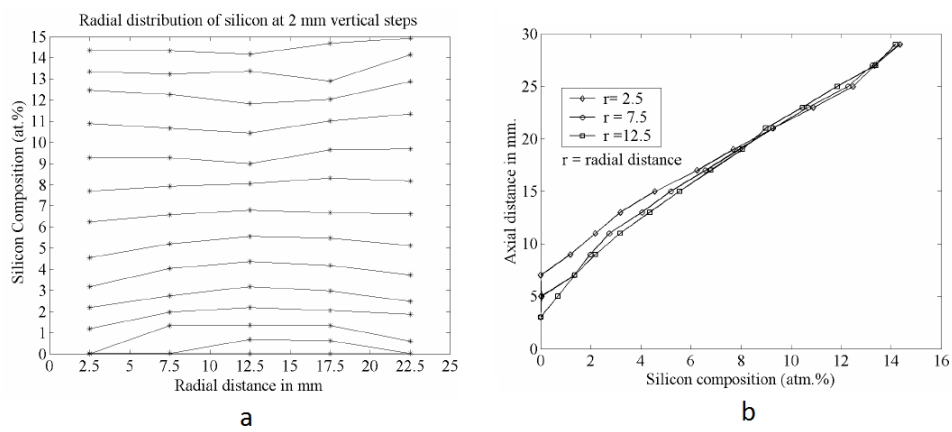 Radial distribution of silicon at 2 mm vertical steps
Silicon Composition (at.%)
15
14
13
12
11
10
9
8
7
6
5
4
3
2
1
0
0 2.5 5 7.5 10 12.5 15 17.5 20 22.5 25
Radial distance in mm
a
Axial distance in mm.
30
25
20
15
10
5
0
r= 2.5
r = 7.5
r =12.5
r = radial distance
0 2 4 6 8 10 12 14 16
Silicon composition (atm.%)
b